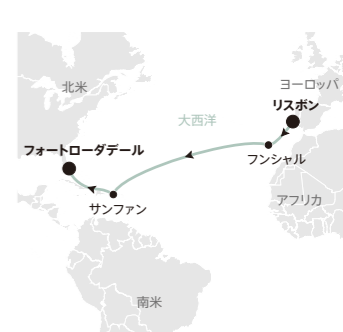 北米
ヨーロッパ
リスボン
大西洋
フォートローダデール
フンシャル
アフリカ
サンファン
南米